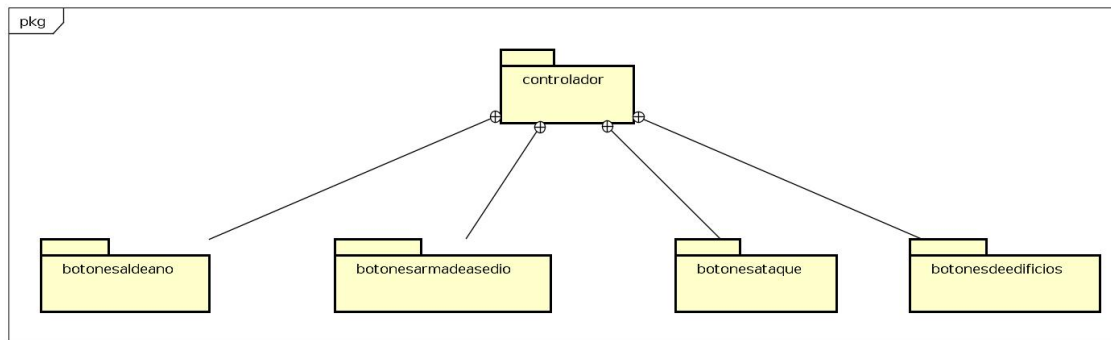 pkg
controlador
botonesaldeano
botonesarmadeasedio
botonesataque
botonesdeedificios